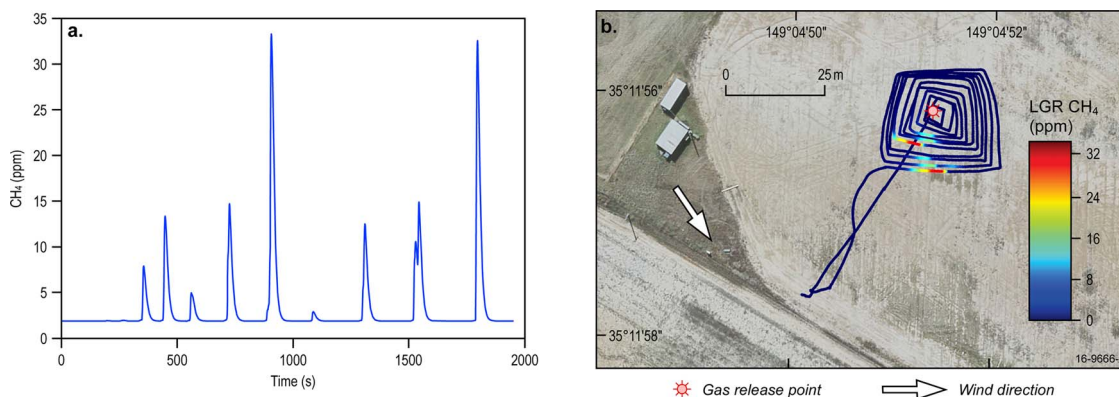 a.
35
30
25
20
15
10
5
0
CH₄ (ppm)
0 500 1000 1500 2000
Time (s)
b.
149°04'50" 149°04'52"
0 25 m
35°11'56"
35°11'58"
LGR CH₄
(ppm)
32
24
16
8
0
16-9666-
Gas release point Wind direction